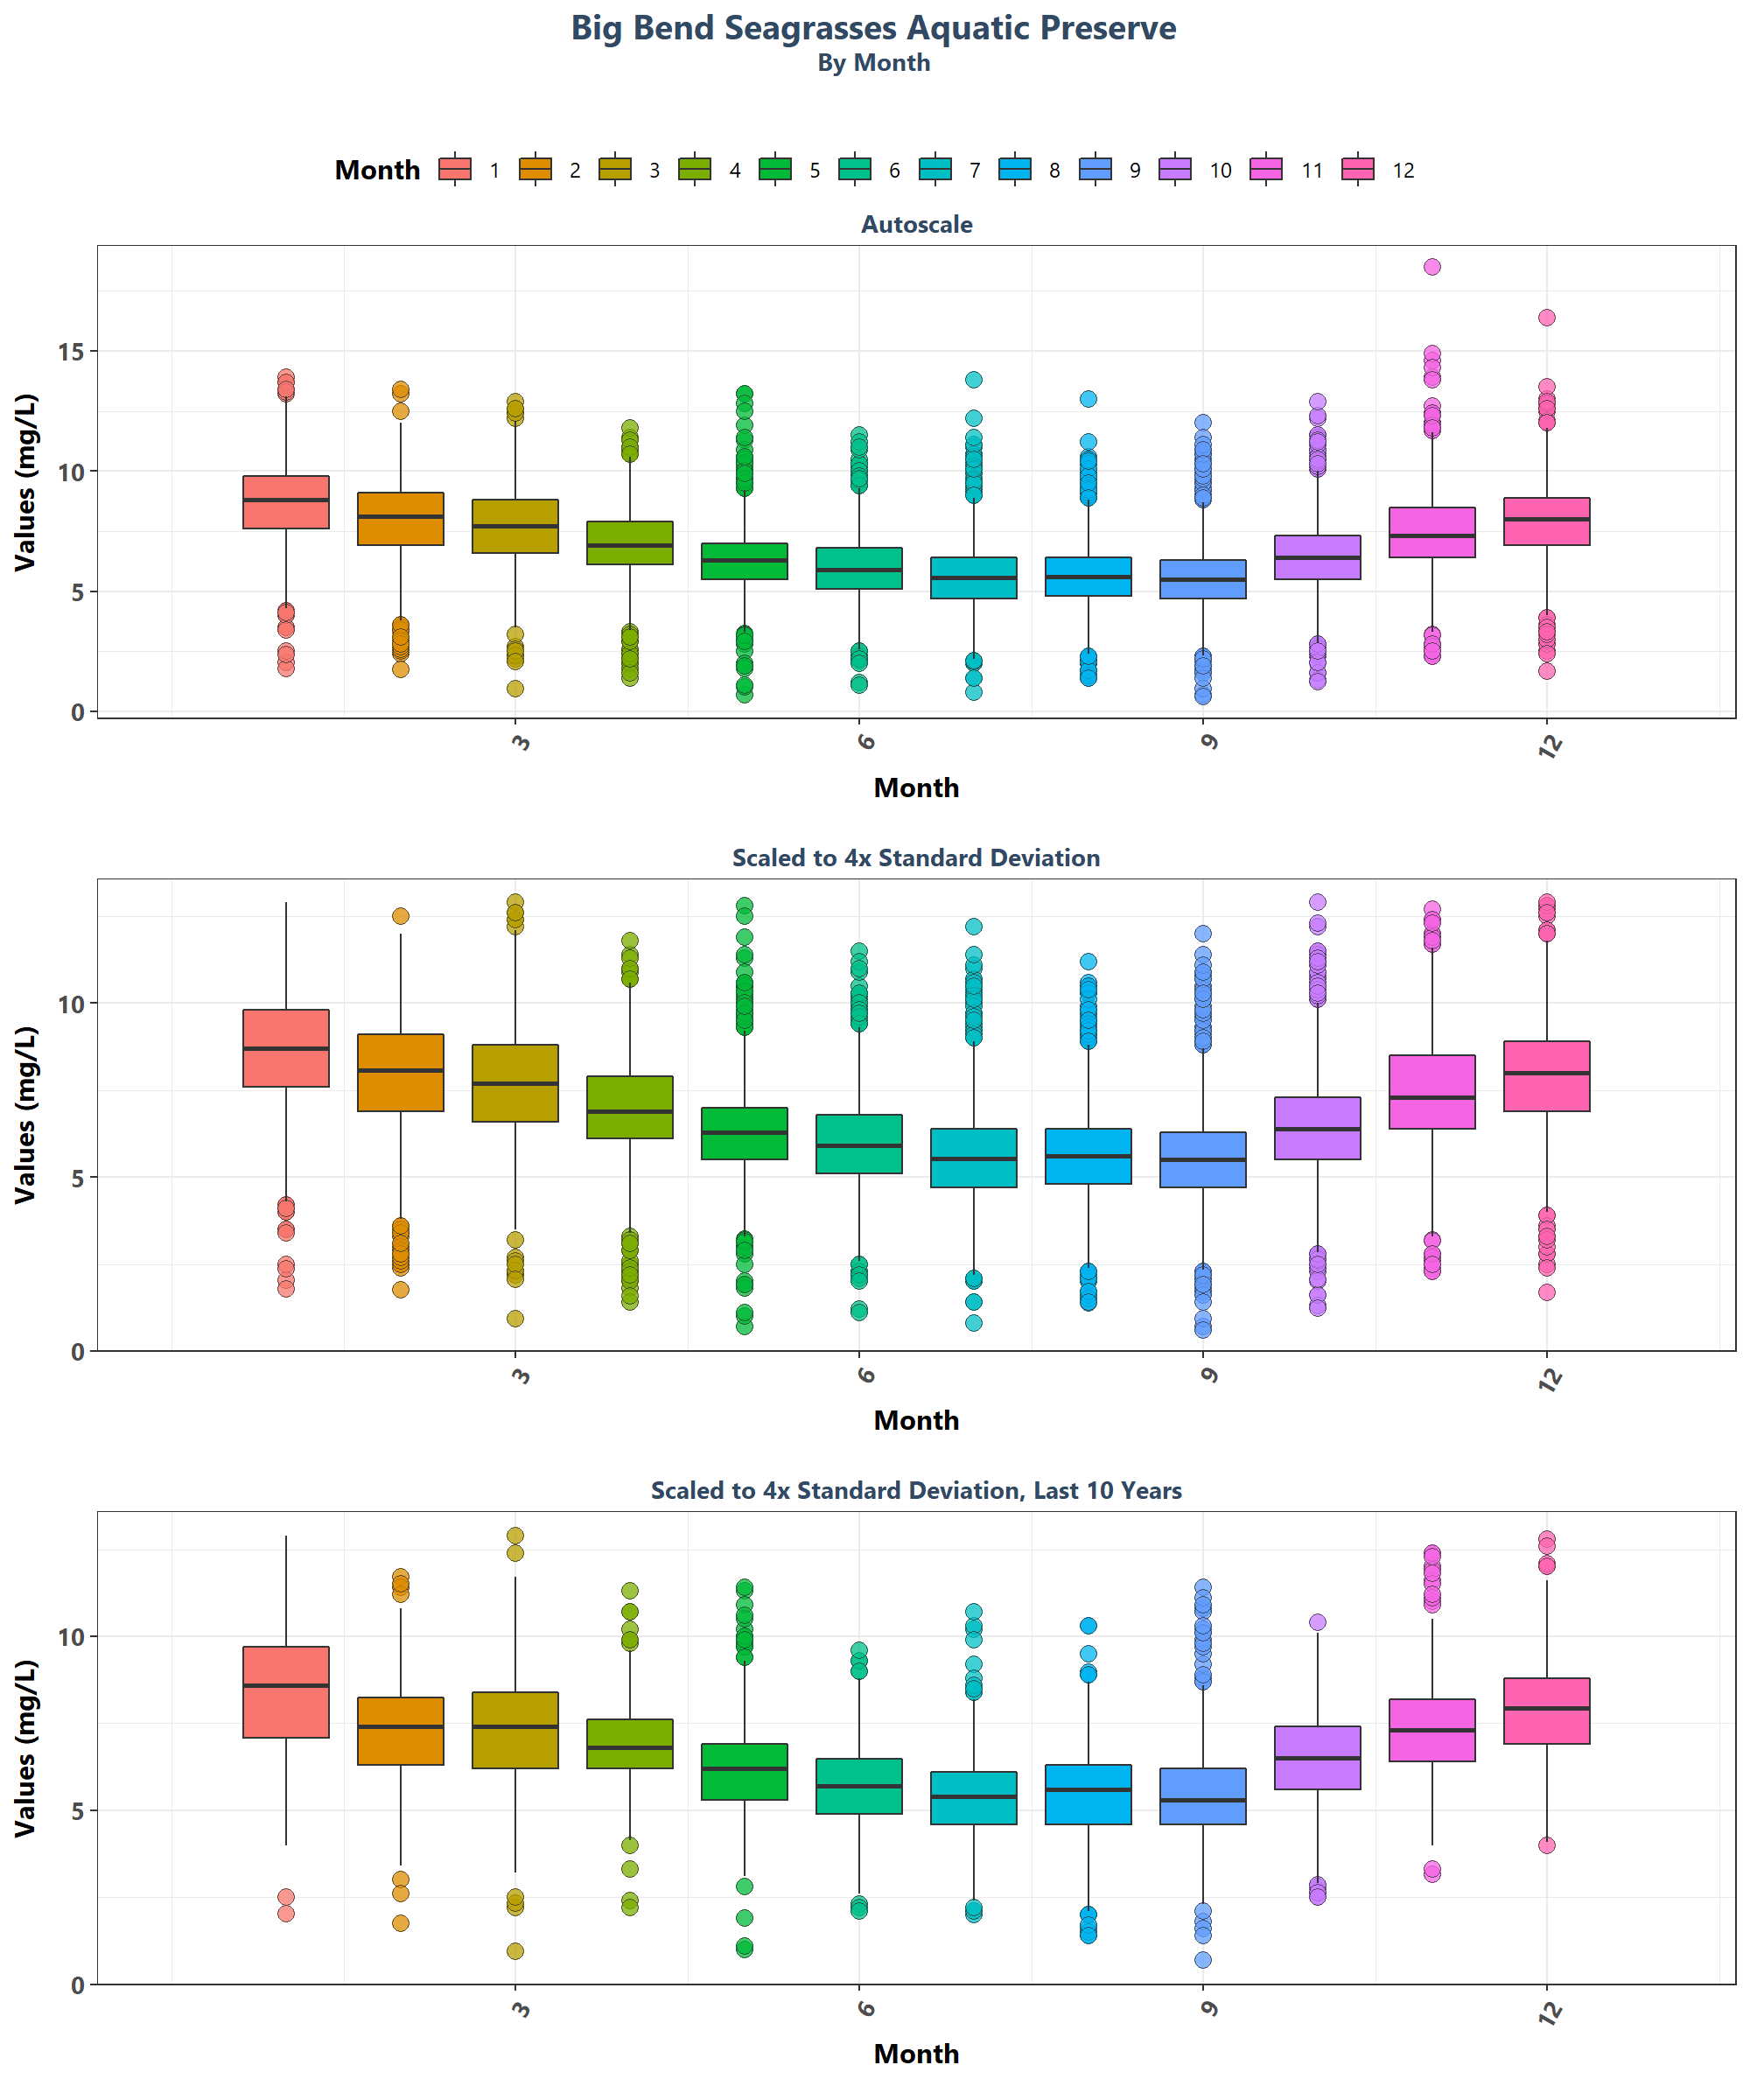 Big Bend Seagrasses Aquatic Preserve
By Month
Month 1 2 3 4 5 6 7 8 9 10 11 12
Autoscale
Values (mg/L)
15
10
5
0
3 6 9 12
Month
Scaled to 4x Standard Deviation
Values (mg/L)
10
5
0
3 6 9 12
Month
Scaled to 4x Standard Deviation, Last 10 Years
Values (mg/L)
10
5
0
3 6 9 12
Month